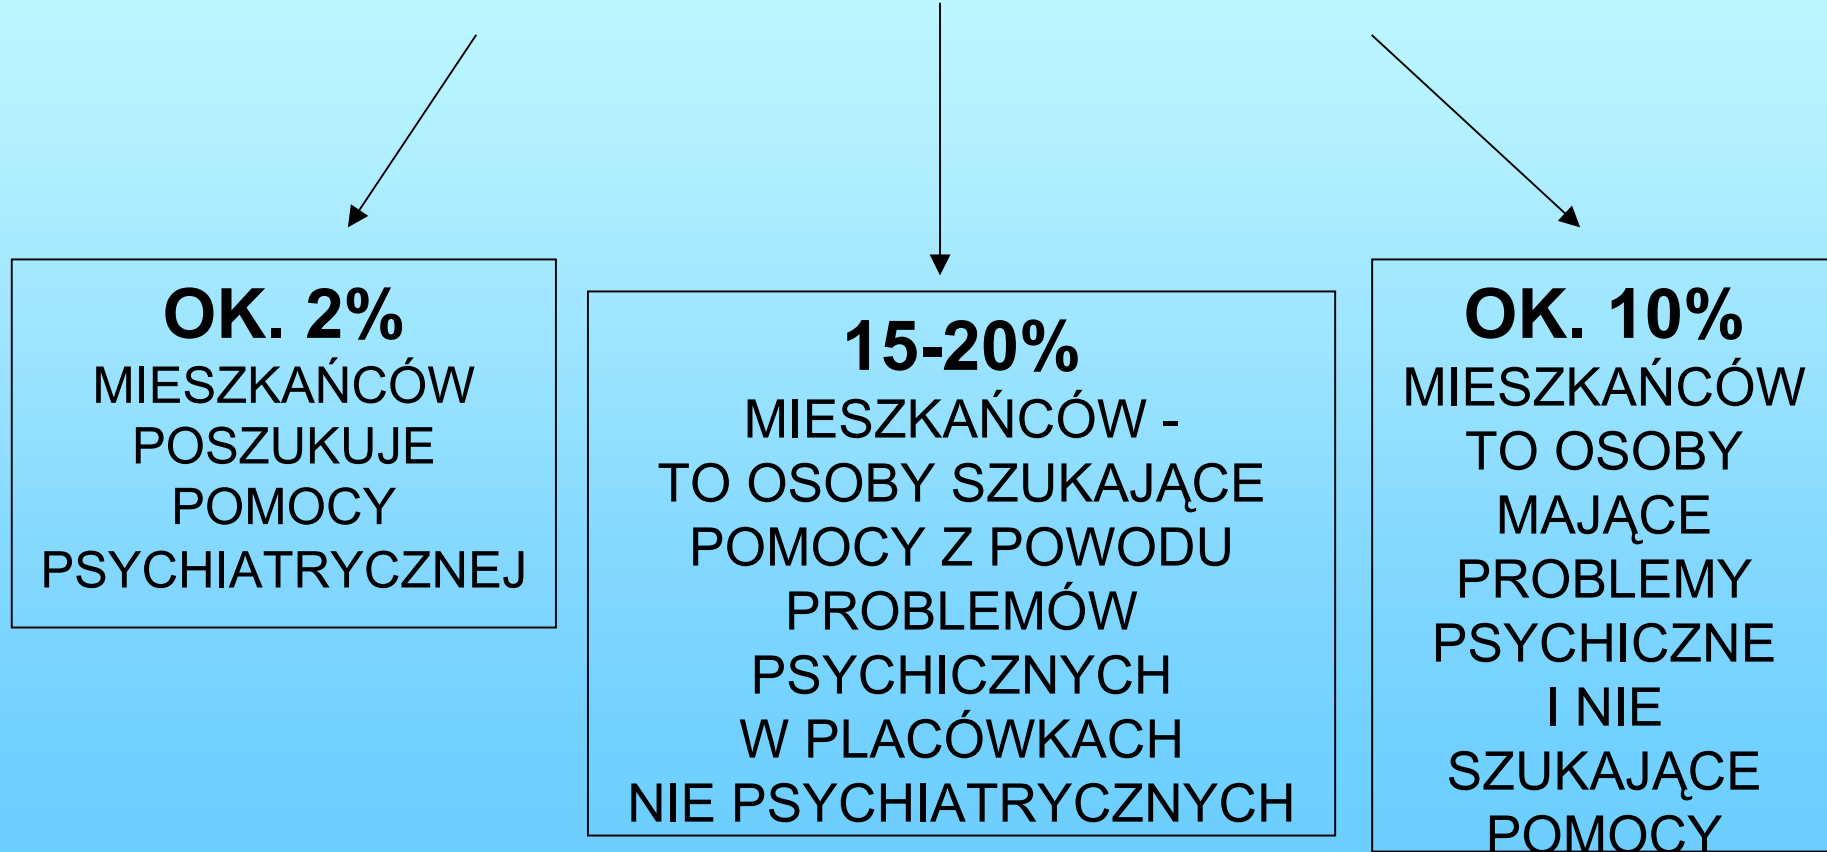 OK. 2%
MIESZKAŃCÓW
POSZUKUJE
POMOCY
PSYCHIATRYCZNEJ
15-20%
MIESZKAŃCÓW -
TO OSOBY SZUKAJĄCE
POMOCY Z POWODU
PROBLEMÓW
PSYCHICZNYCH
W PLACÓWKACH
NIE PSYCHIATRYCZNYCH
OK. 10%
MIESZKAŃCÓW
TO OSOBY
MAJĄCE
PROBLEMY
PSYCHICZNE
I NIE
SZUKAJĄCE
POMOCY